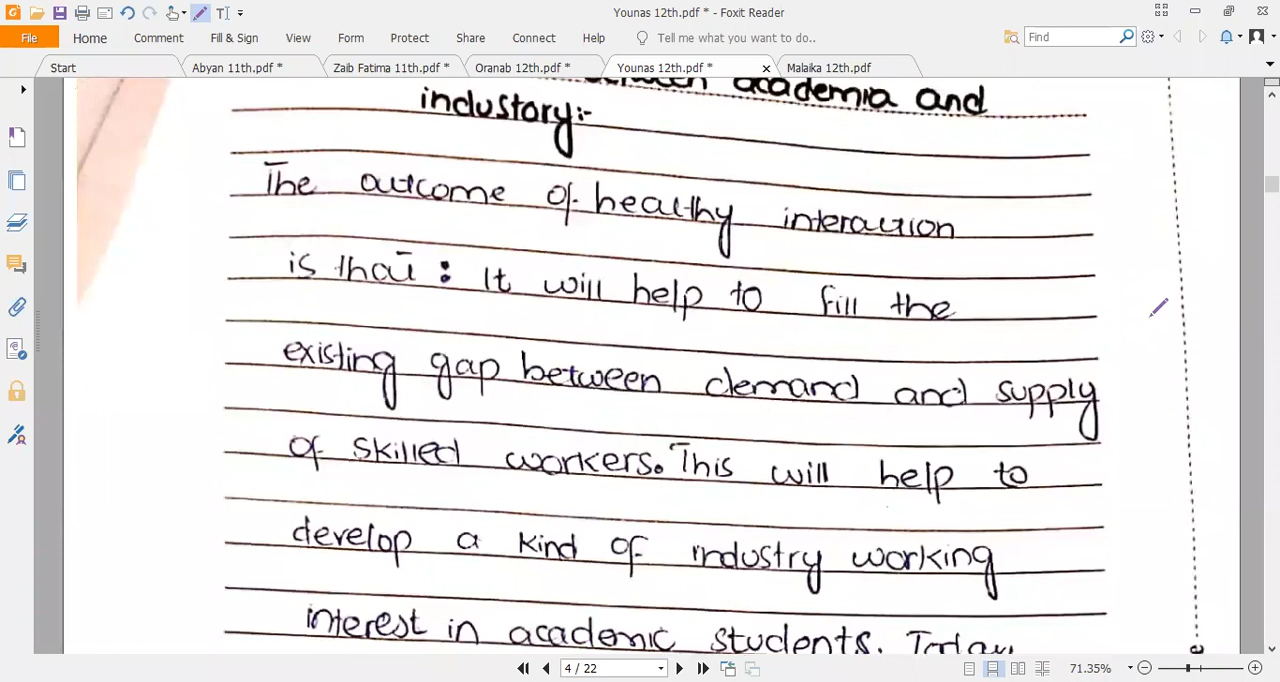 Younas 12th.pdf * - Foxit Reader
File Home Comment Fill & Sign View Form Protect Share Connect Help Tell me what you want to do.. Find
Start Abyan 11th.pdf * Zaib Fatima 11th.pdf * Oranab 12th.pdf * Younas 12th.pdf * Malaika 12th.pdf
academia and
industory:-
The outcome of healthy interaction
is that : It will help to fill the
existing gap between demand and supply
of skilled workers. This will help to
develop a kind of industry working
interest in academic students. Today
4 / 22 71.35%